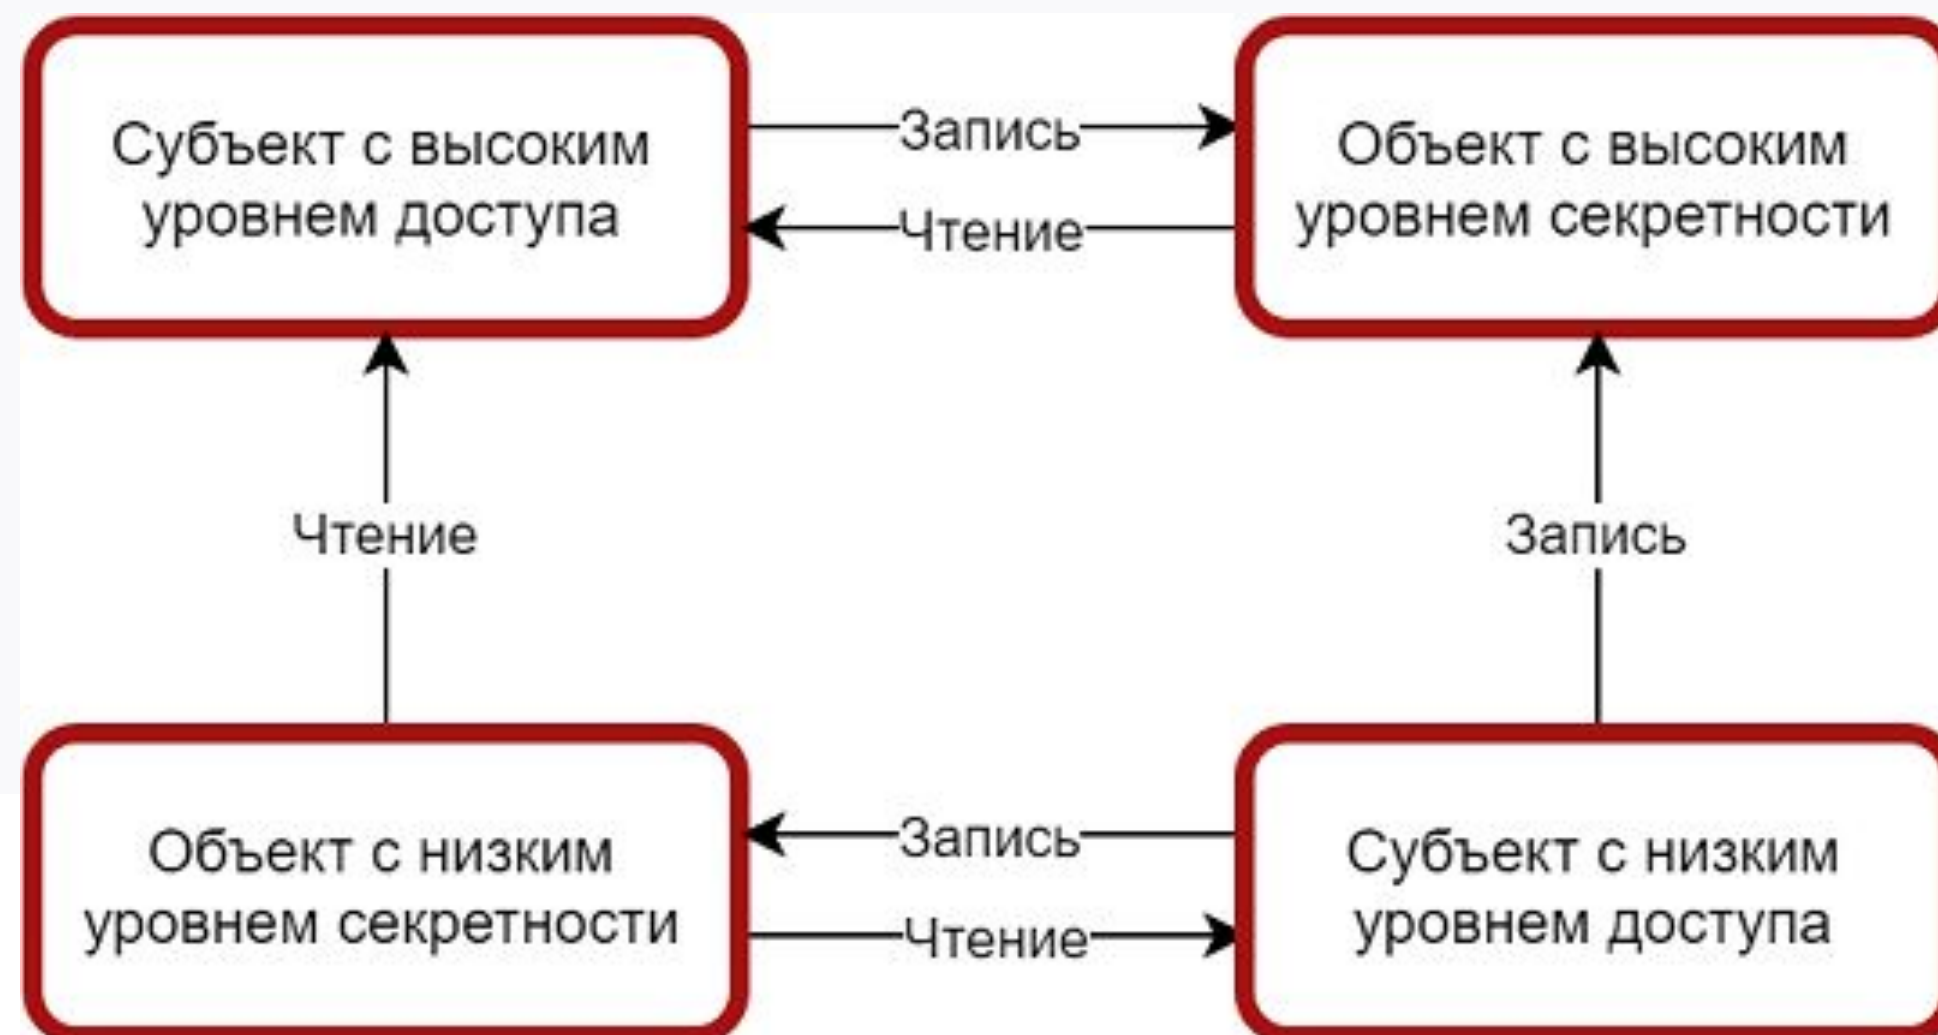 Субъект с высоким
уровнем доступа
Запись
Чтение
Объект с высоким
уровнем секретности
Чтение
Запись
Объект с низким
уровнем секретности
Запись
Чтение
Субъект с низким
уровнем доступа